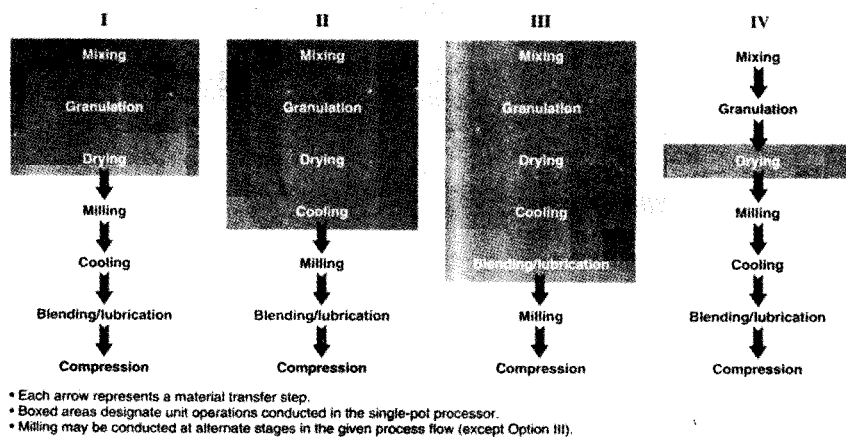 I II III IV
Mixing Mixing Mixing Mixing
Granulation Granulation Granulation Granulation
Drying Drying Drying Drying
Milling Cooling Cooling Milling
Cooling Milling Blending/lubrication Cooling
Blending/lubrication Blending/lubrication Milling Blending/lubrication
Compression Compression Compression Compression
• Each arrow represents a material transfer step.
• Boxed areas designate unit operations conducted in the single-pot processor.
• Milling may be conducted at alternate stages in the given process flow (except Option III).